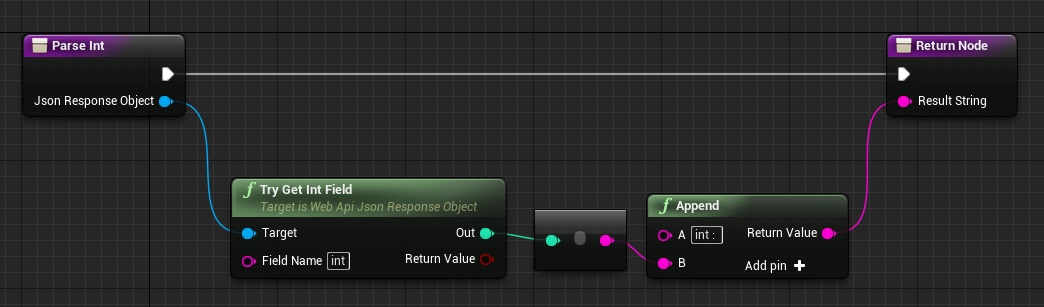 Parse Int
Return Node
Json Response Object
Result String
f Try Get Int Field
Target is Web Api Json Response Object
Target
Out
Field Name int
Return Value
f Append
A int :
Return Value
B
Add pin +